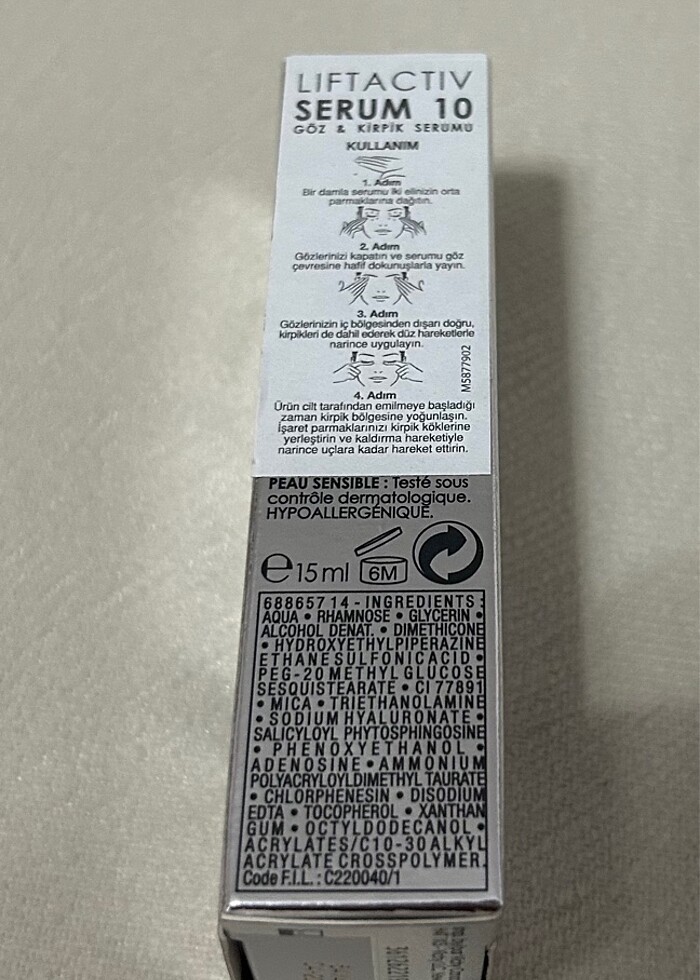 LIFTACTIV
SERUM 10
GÖZ & KİRPİK SERUMU
KULLANIM
1. Adım
Bir damla serumu iki elinizin orta
parmaklarına dağıtın.
2. Adım
Gözlerinizi kapatın ve serumu göz
çevresine hafif dokunuşlarla yayın.
3. Adım
Gözlerinizin iç bölgesinden dışarı doğru,
kirpikleri de dahil ederek düz hareketlerle
narince uygulayın.
M5877902
4. Adım
Ürün cilt tarafından emilmeye başladığı
zaman kirpik bölgesine yoğunlaşın.
İşaret parmaklarınızı kirpik köklerine
yerleştirin ve kaldırma hareketiyle
narince uçlara kadar hareket ettirin.
PEAU SENSIBLE : Testé sous
contrôle dermatologique.
HYPOALLERGÉNIQUE.
e 15 ml 6M
688657 14 - INGREDIENTS :
AQUA • RHAMNOSE • GLYCERIN •
ALCOHOL DENAT. • DIMETHICONE
• HYDROXYETHYLPIPERAZINE
ETHANE SULFONIC ACID •
PEG-20 METHYL GLUCOSE
SESQUISTEARATE • CI 77891
• MICA • TRIETHANOLAMINE
• SODIUM HYALURONATE •
SALICYLOYL PHYTOSPHINGOSINE
• PHENOXYETHANOL •
ADENOSINE • AMMONIUM
POLYACRYLOYLDIMETHYL TAURATE
• CHLORPHENESIN • DISODIUM
EDTA • TOCOPHEROL • XANTHAN
GUM • OCTYLDODECANOL •
ACRYLATES/C10-30 ALKYL
ACRYLATE CROSSPOLYMER.
Code F.I.L. : C220040/1